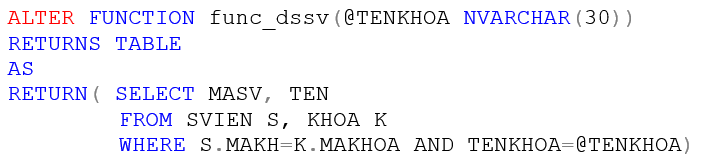 ALTER FUNCTION func_dssv(@TENKHOA NVARCHAR(30))
RETURNS TABLE
AS
RETURN( SELECT MASV, TEN
FROM SVIEN S, KHOA K
WHERE S.MAKH=K.MAKHOA AND TENKHOA=@TENKHOA)